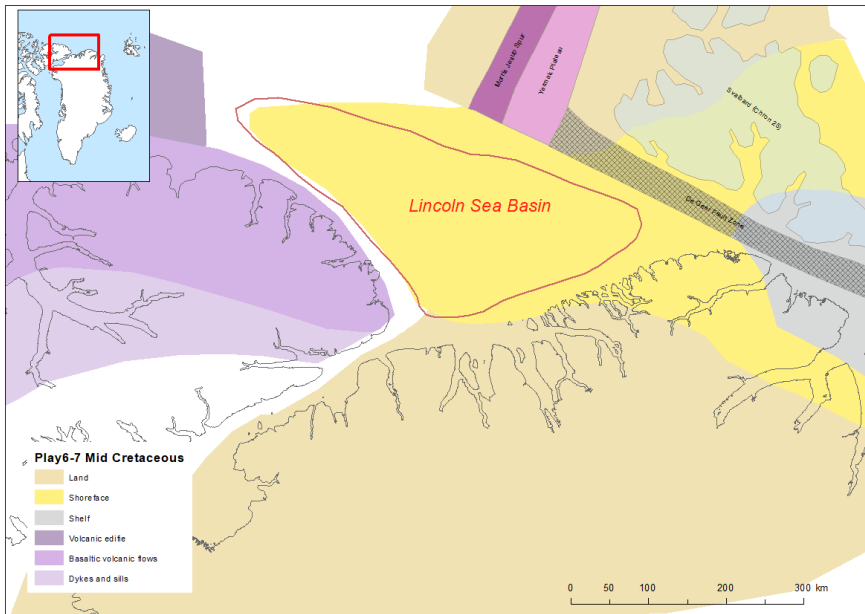 Morris Jesup Spur
Yermak Plateau
Svalbard (Chron 25)
De Geer Fault Zone
Lincoln Sea Basin
Play6-7 Mid Cretaceous
Land
Shoreface
Shelf
Volcanic edifie
Basaltic volcanic flows
Dykes and sills
0 50 100 200 300 km